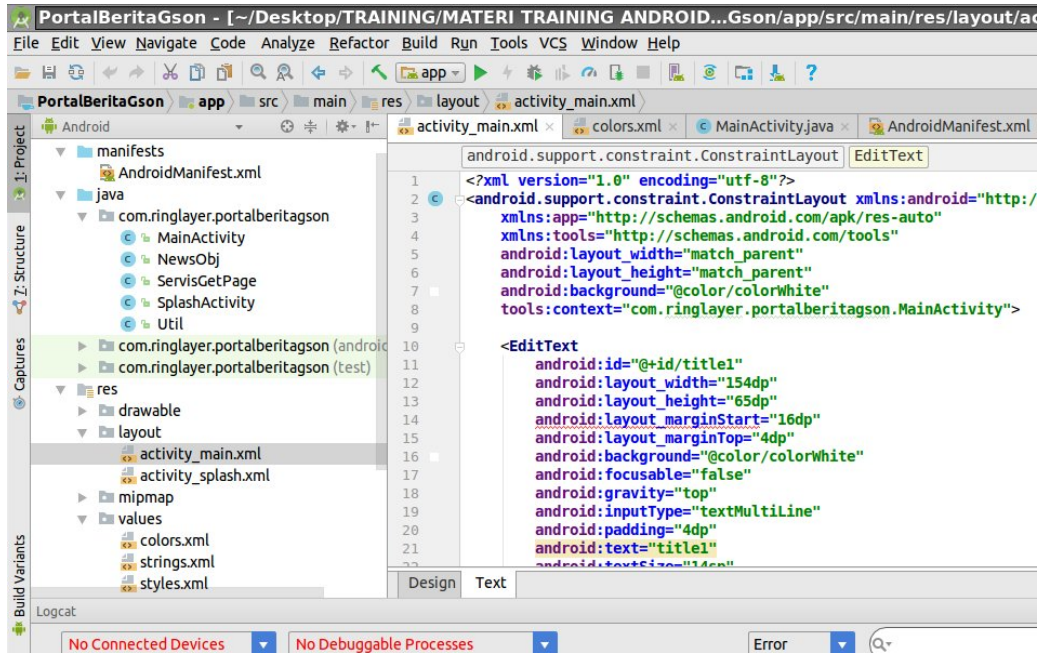 PortalBeritaGson - [~/Desktop/TRAINING/MATERI TRAINING ANDROID...Gson/app/src/main/res/layout/ac
File Edit View Navigate Code Analyze Refactor Build Run Tools VCS Window Help
app
PortalBeritaGson app src main res layout activity_main.xml
Android
activity_main.xml colors.xml MainActivity.java AndroidManifest.xml
1: Project
7: Structure
Captures
Build Variants
manifests
AndroidManifest.xml
java
com.ringlayer.portalberitagson
MainActivity
NewsObj
ServisGetPage
SplashActivity
Util
com.ringlayer.portalberitagson (androic
com.ringlayer.portalberitagson (test)
res
drawable
layout
activity_main.xml
activity_splash.xml
mipmap
values
colors.xml
strings.xml
styles.xml
android.support.constraint.ConstraintLayout EditText
1 <?xml version="1.0" encoding="utf-8"?>
2 <android.support.constraint.ConstraintLayout xmlns:android="http:/
3 xmlns:app="http://schemas.android.com/apk/res-auto"
4 xmlns:tools="http://schemas.android.com/tools"
5 android:layout_width="match_parent"
6 android:layout_height="match_parent"
7 android:background="@color/colorWhite"
8 tools:context="com.ringlayer.portalberitagson.MainActivity">
9
10 <EditText
11 android:id="@+id/title1"
12 android:layout_width="154dp"
13 android:layout_height="65dp"
14 android:layout_marginStart="16dp"
15 android:layout_marginTop="4dp"
16 android:background="@color/colorWhite"
17 android:focusable="false"
18 android:gravity="top"
19 android:inputType="textMultiLine"
20 android:padding="4dp"
21 android:text="title1"
22 android:textSize="14sp"
Design Text
Logcat
No Connected Devices No Debuggable Processes Error